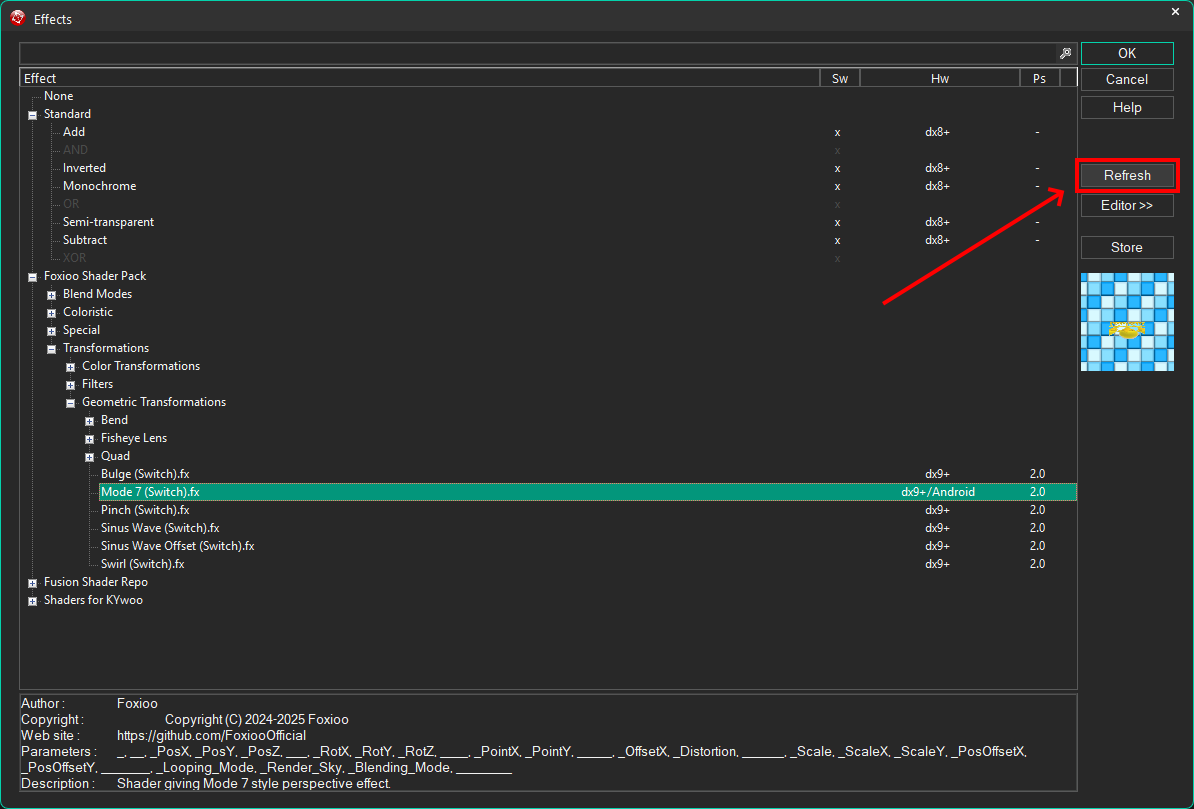 Effects
OK
Effect Sw Hw Ps
Cancel
None
Standard
Help
Add x dx8+ -
AND x
Inverted x dx8+ -
Refresh
Monochrome x dx8+ -
OR x
Editor >>
Semi-transparent x dx8+ -
Subtract x dx8+ -
Store
XOR x
Foxioo Shader Pack
Blend Modes
Coloristic
Special
Transformations
Color Transformations
Filters
Geometric Transformations
Bend
Fisheye Lens
Quad
Bulge (Switch).fx dx9+ 2.0
Mode 7 (Switch).fx dx9+/Android 2.0
Pinch (Switch).fx dx9+ 2.0
Sinus Wave (Switch).fx dx9+ 2.0
Sinus Wave Offset (Switch).fx dx9+ 2.0
Swirl (Switch).fx dx9+ 2.0
Fusion Shader Repo
Shaders for KYwoo
Author : Foxioo
Copyright : Copyright (C) 2024-2025 Foxioo
Web site : https://github.com/FoxiooOfficial
Parameters : _, __, _PosX, _PosY, _PosZ, ___, _RotX, _RotY, _RotZ, ____, _PointX, _PointY, _____, _OffsetX, _Distortion, ______, _Scale, _ScaleX, _ScaleY, _PosOffsetX,
_PosOffsetY, _______, _Looping_Mode, _Render_Sky, _Blending_Mode, ________
Description : Shader giving Mode 7 style perspective effect.